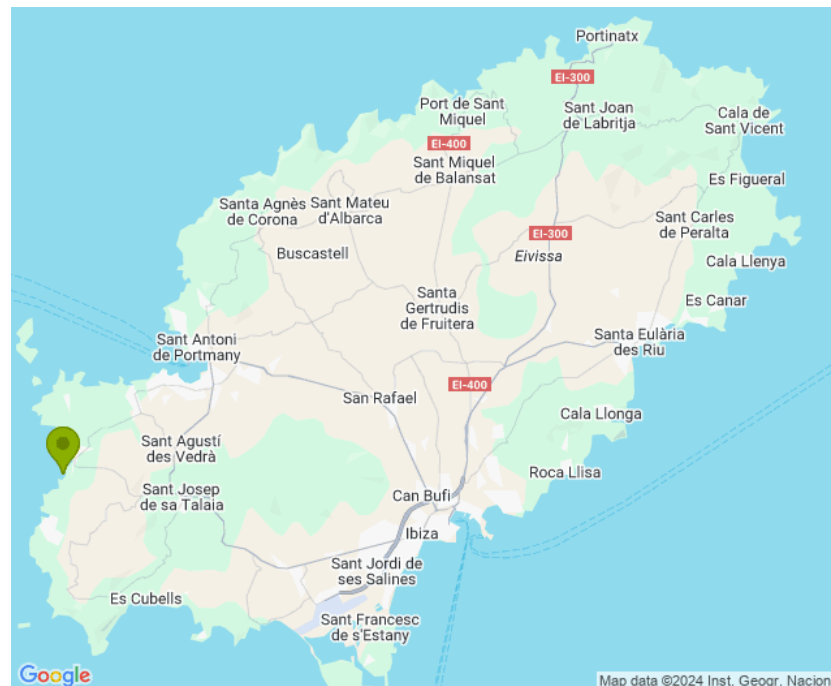 Portinatx
EI-300
Port de Sant
Miquel
Sant Joan
de Labritja
Cala de
Sant Vicent
EI-400
Sant Miquel
de Balansat
Es Figueral
Santa Agnès
de Corona
Sant Mateu
d'Albarca
Sant Carles
de Peralta
EI-300
Buscastell
Eivissa
Cala Llenya
Santa
Gertrudis
de Fruitera
Es Canar
Sant Antoni
de Portmany
Santa Eulària
des Riu
EI-400
San Rafael
Cala Llonga
Sant Agustí
des Vedrà
Roca Llisa
Sant Josep
de sa Talaia
Can Bufi
Ibiza
Sant Jordi de
ses Salines
Es Cubells
Sant Francesc
de s'Estany
Google
Map data ©2024 Inst. Geogr. Nacion